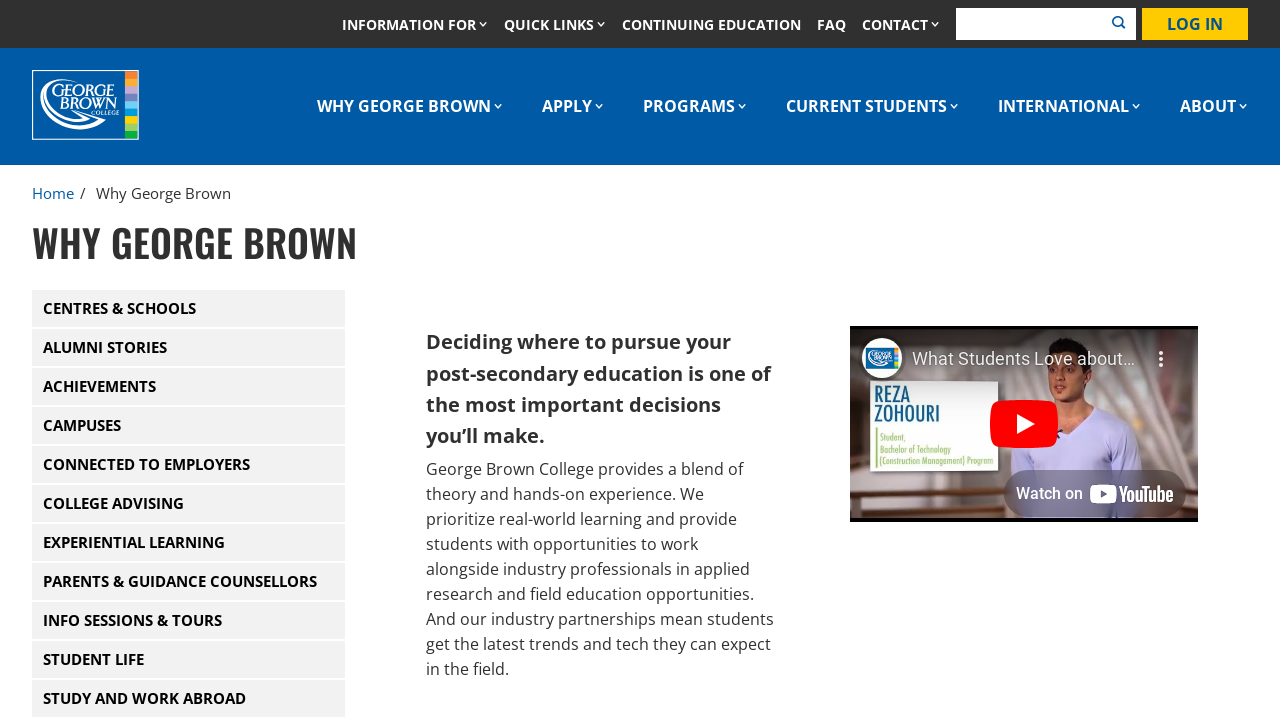 INFORMATION FOR QUICK LINKS CONTINUING EDUCATION FAQ CONTACT LOG IN
GEORGE
BROWN
COLLEGE
WHY GEORGE BROWN APPLY PROGRAMS CURRENT STUDENTS INTERNATIONAL ABOUT
Home / Why George Brown
WHY GEORGE BROWN
CENTRES & SCHOOLS
ALUMNI STORIES
ACHIEVEMENTS
CAMPUSES
CONNECTED TO EMPLOYERS
COLLEGE ADVISING
EXPERIENTIAL LEARNING
PARENTS & GUIDANCE COUNSELLORS
INFO SESSIONS & TOURS
STUDENT LIFE
STUDY AND WORK ABROAD
Deciding where to pursue your
post-secondary education is one of
the most important decisions
you’ll make.
George Brown College provides a blend of
theory and hands-on experience. We
prioritize real-world learning and provide
students with opportunities to work
alongside industry professionals in applied
research and field education opportunities.
And our industry partnerships mean students
get the latest trends and tech they can expect
in the field.
What Students Love about...
REZA
ZOHOURI
Student,
Bachelor of Technology
(Construction Management) Program
Watch on YouTube